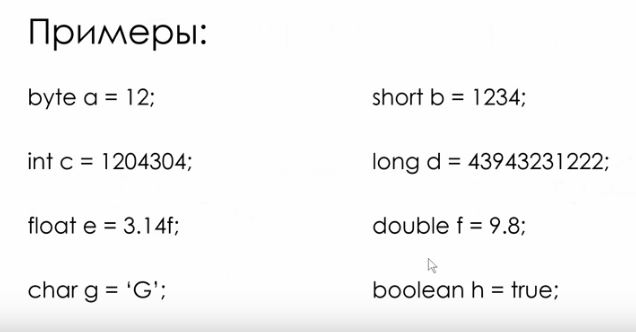 Примеры:
byte a = 12;
short b = 1234;
int c = 1204304;
long d = 43943231222;
float e = 3.14f;
double f = 9.8;
char g = ‘G’;
boolean h = true;